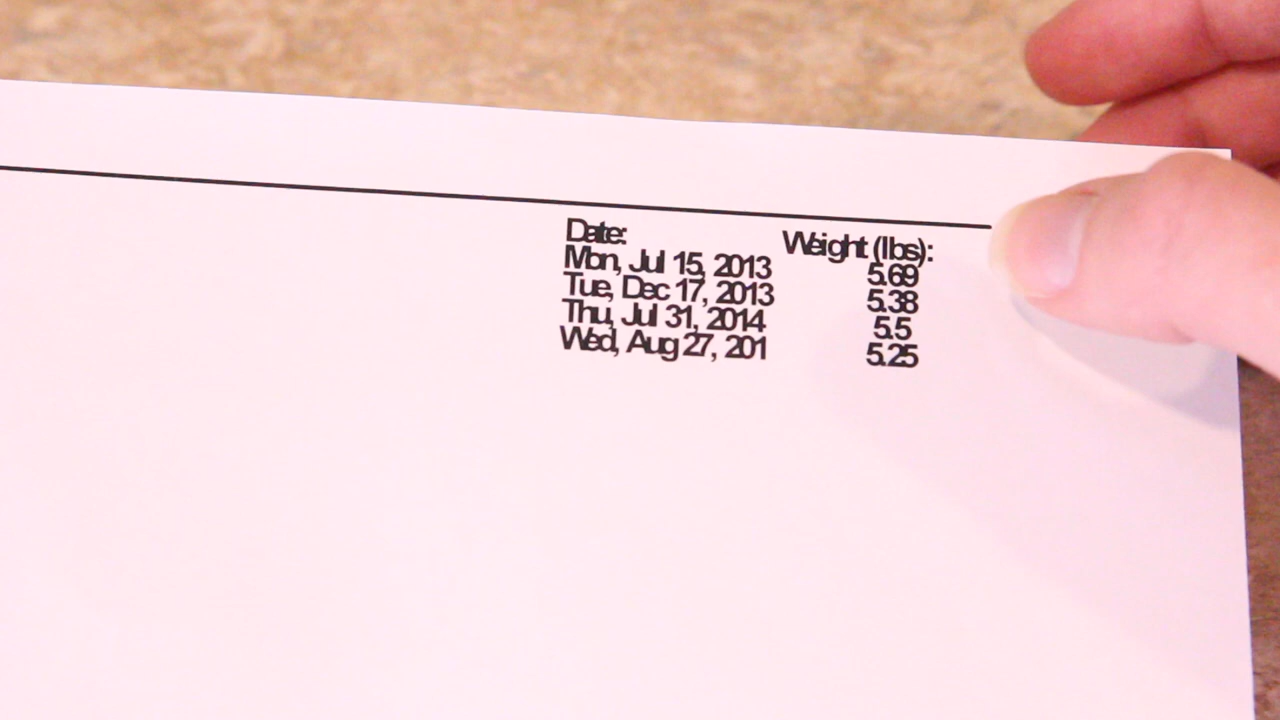 Date: Weight (lbs):
Mon, Jul 15, 2013 5.69
Tue, Dec 17, 2013 5.38
Thu, Jul 31, 2014 5.5
Wed, Aug 27, 201 5.25